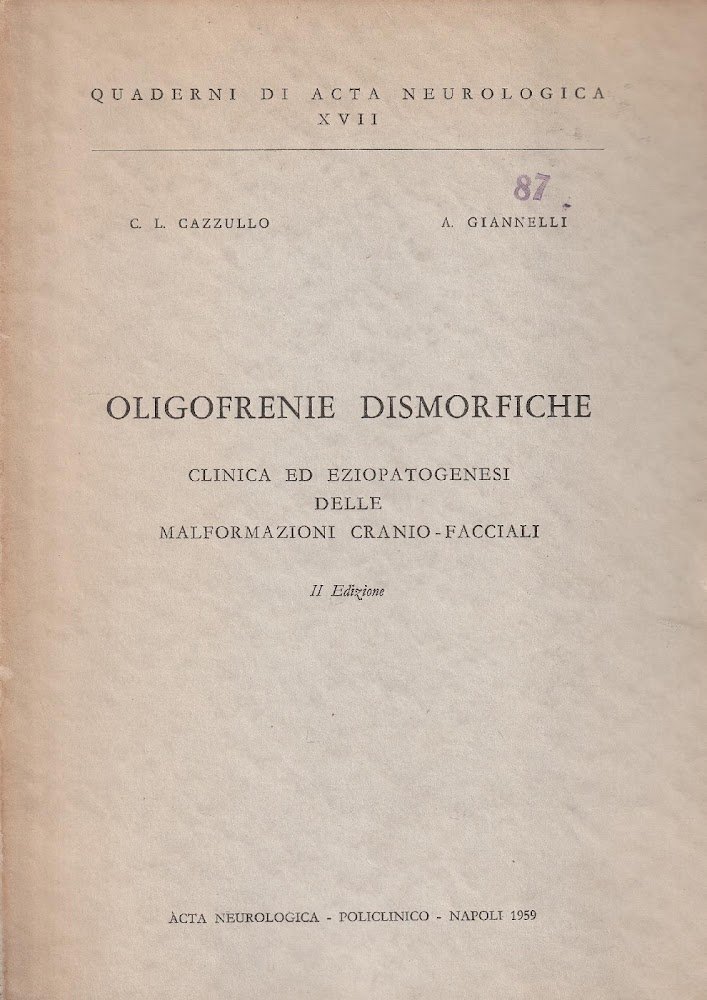 QUADERNI DI ACTA NEUROLOGICA
XVII
87
C. L. CAZZULLO A. GIANNELLI
OLIGOFRENIE DISMORFICHE
CLINICA ED EZIOPATOGENESI
DELLE
MALFORMAZIONI CRANIO-FACCIALI
II Edizione
ÀCTA NEUROLOGICA - POLICLINICO - NAPOLI 1959